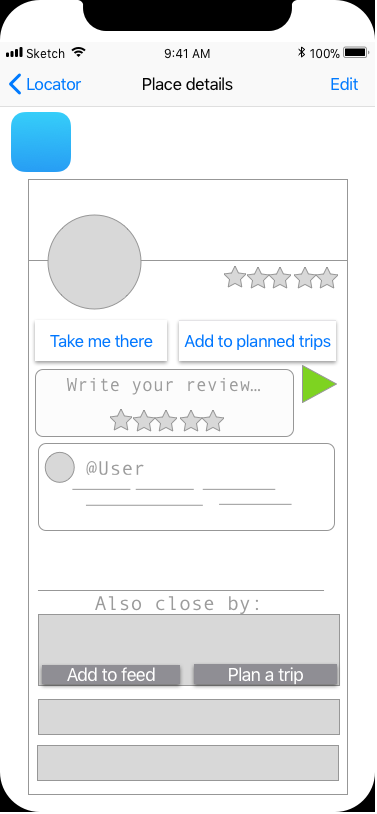 Sketch 9:41 AM 100%
Locator Place details Edit
Take me there Add to planned trips
Write your review…
@User
Also close by:
Add to feed Plan a trip